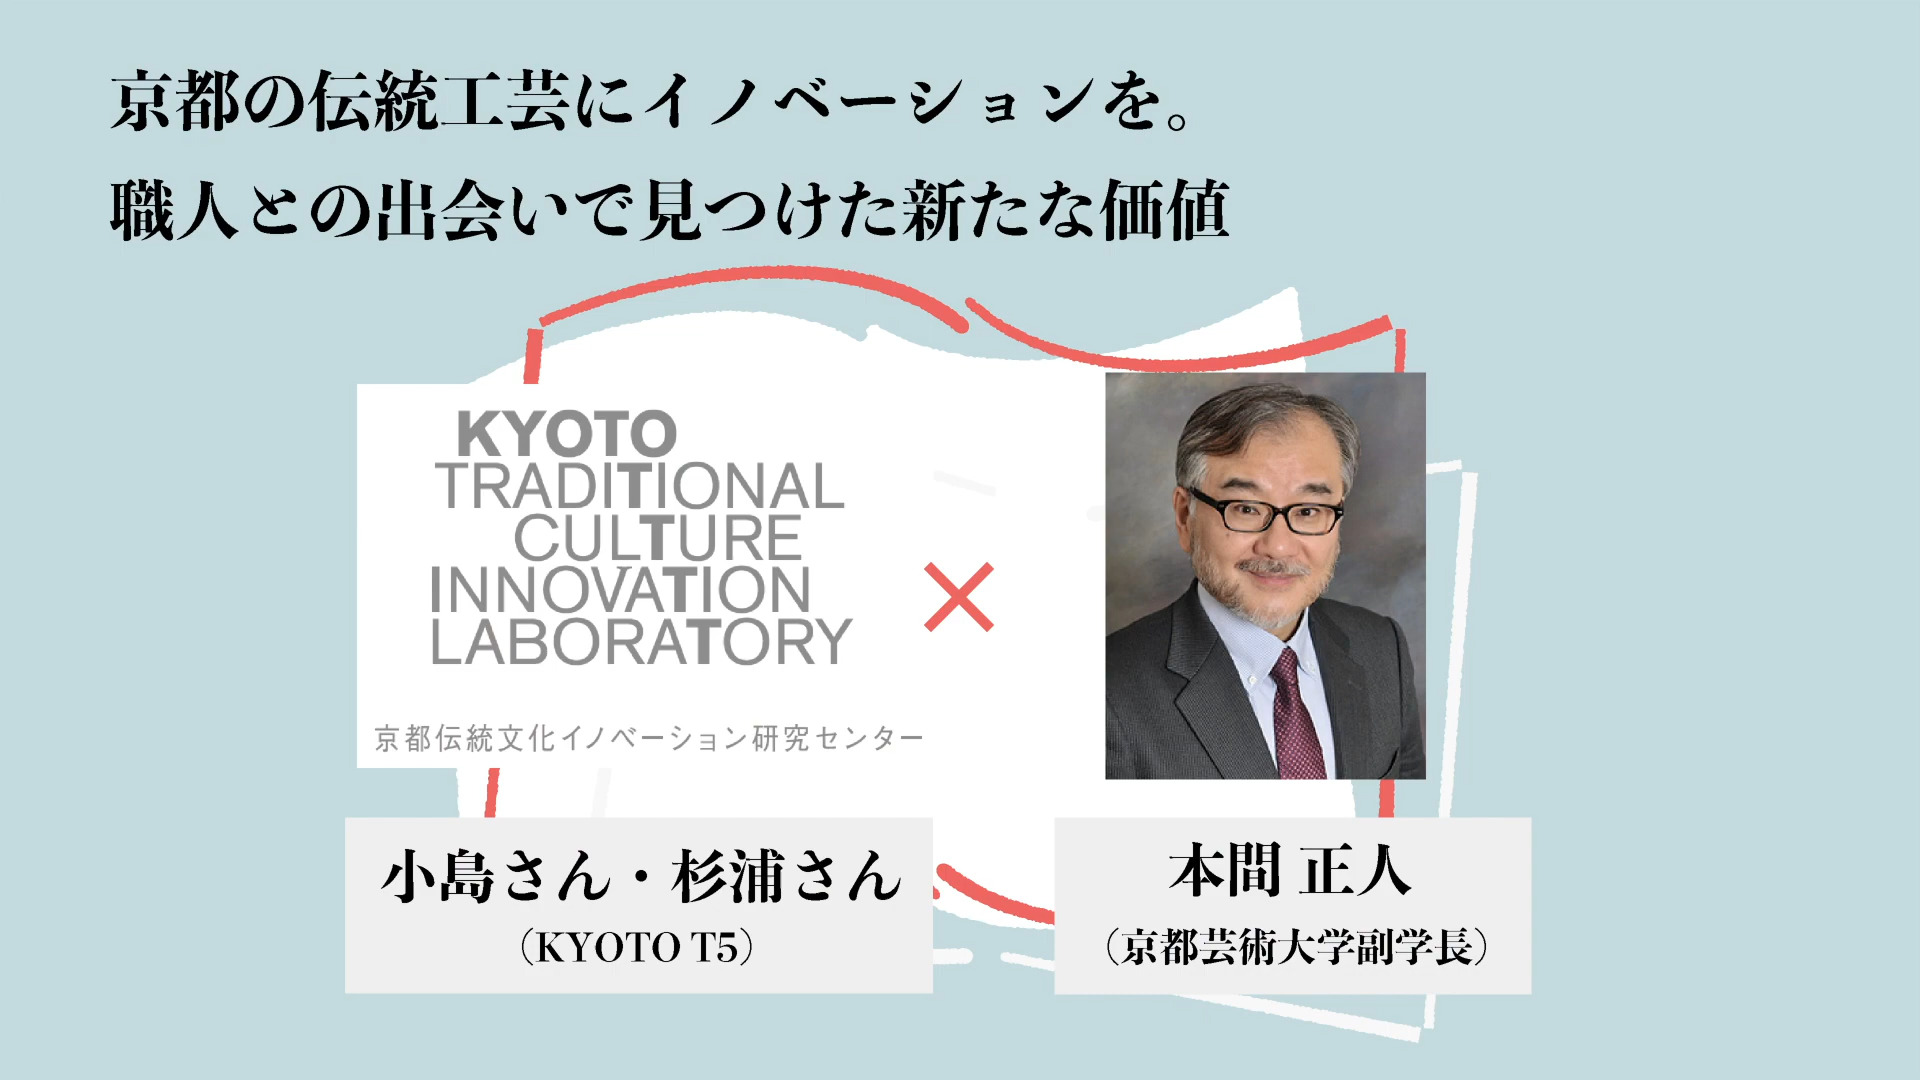 京都の伝統工芸にイノベーションを。
職人との出会いで見つけた新たな価値
KYOTO
TRADITIONAL
CULTURE
INNOVATION
LABORATORY
京都伝統文化イノベーション研究センター
×
小島さん・杉浦さん
（KYOTO T5）
本間 正人
（京都芸術大学副学長）